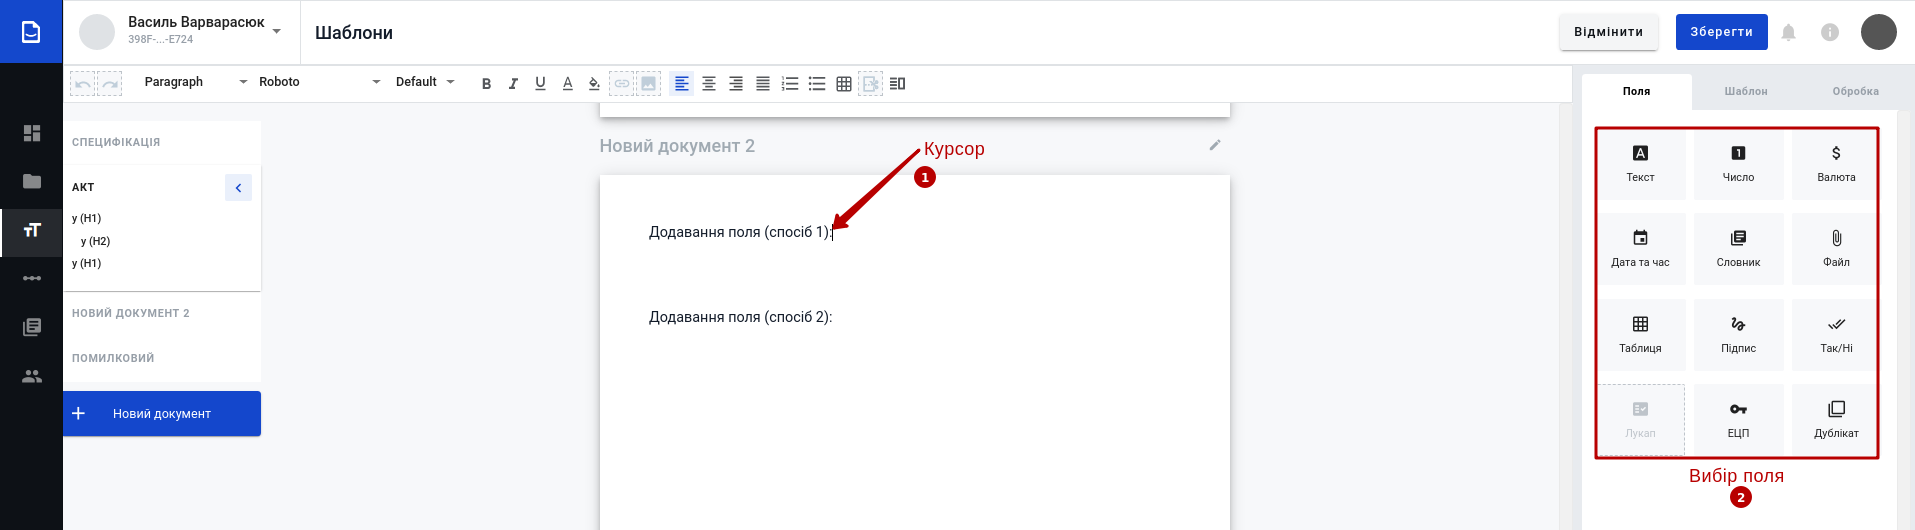 Василь Варварасюк
398F-...-E724
Шаблони
Відмінити
Зберегти
Paragraph
Roboto
Default
B I U A
Поля
Шаблон
Обробка
СПЕЦИФІКАЦІЯ
АКТ
y (H1)
y (H2)
y (H1)
НОВИЙ ДОКУМЕНТ 2
ПОМИЛКОВИЙ
Новий документ
Новий документ 2
Курсор
1
Додавання поля (спосіб 1):
Додавання поля (спосіб 2):
Текст
Число
Валюта
Дата та час
Словник
Файл
Таблиця
Підпис
Так/Ні
Лукап
ЕЦП
Дублікат
Вибір поля
2